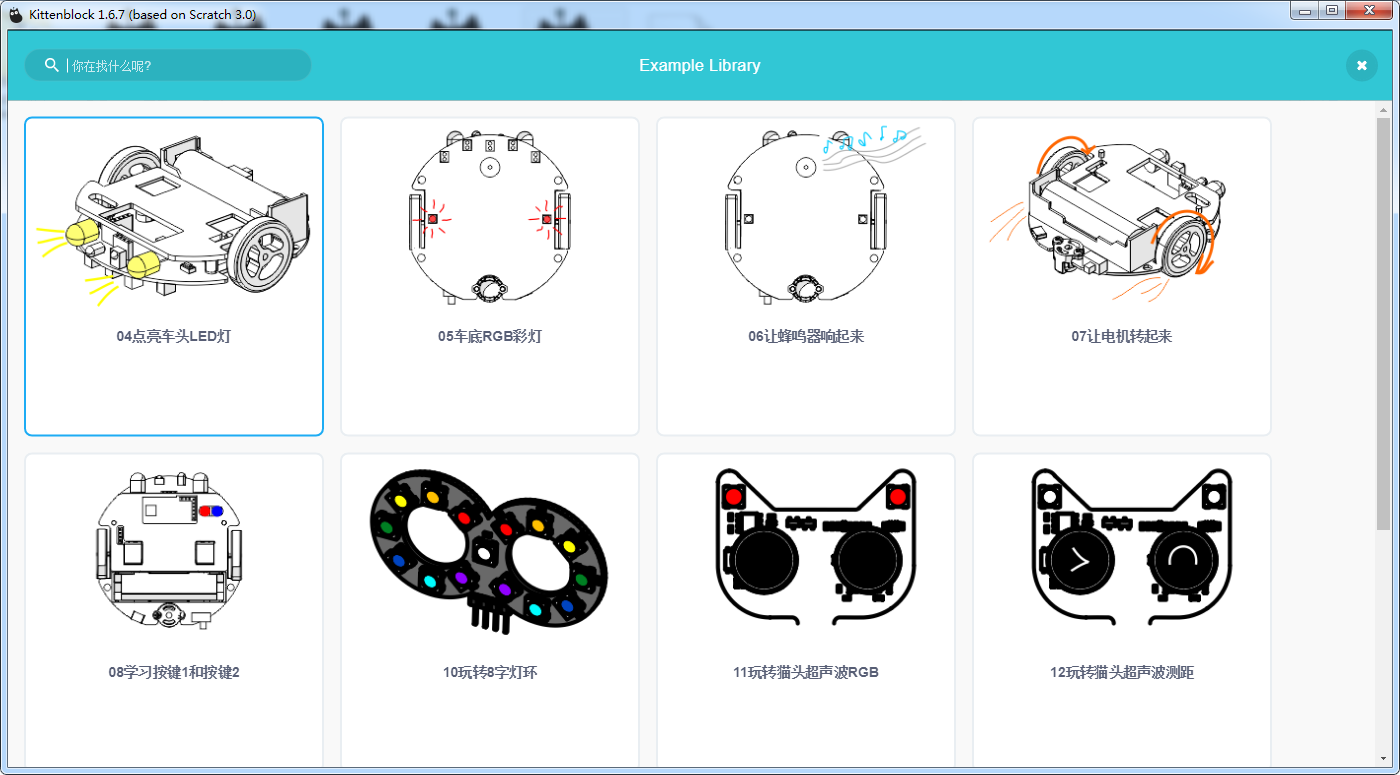 Kittenblock 1.6.7 (based on Scratch 3.0)
你在找什么呢?
Example Library
04点亮车头LED灯
05车底RGB彩灯
06让蜂鸣器响起来
07让电机转起来
08学习按键1和按键2
10玩转8字灯环
11玩转猫头超声波RGB
12玩转猫头超声波测距